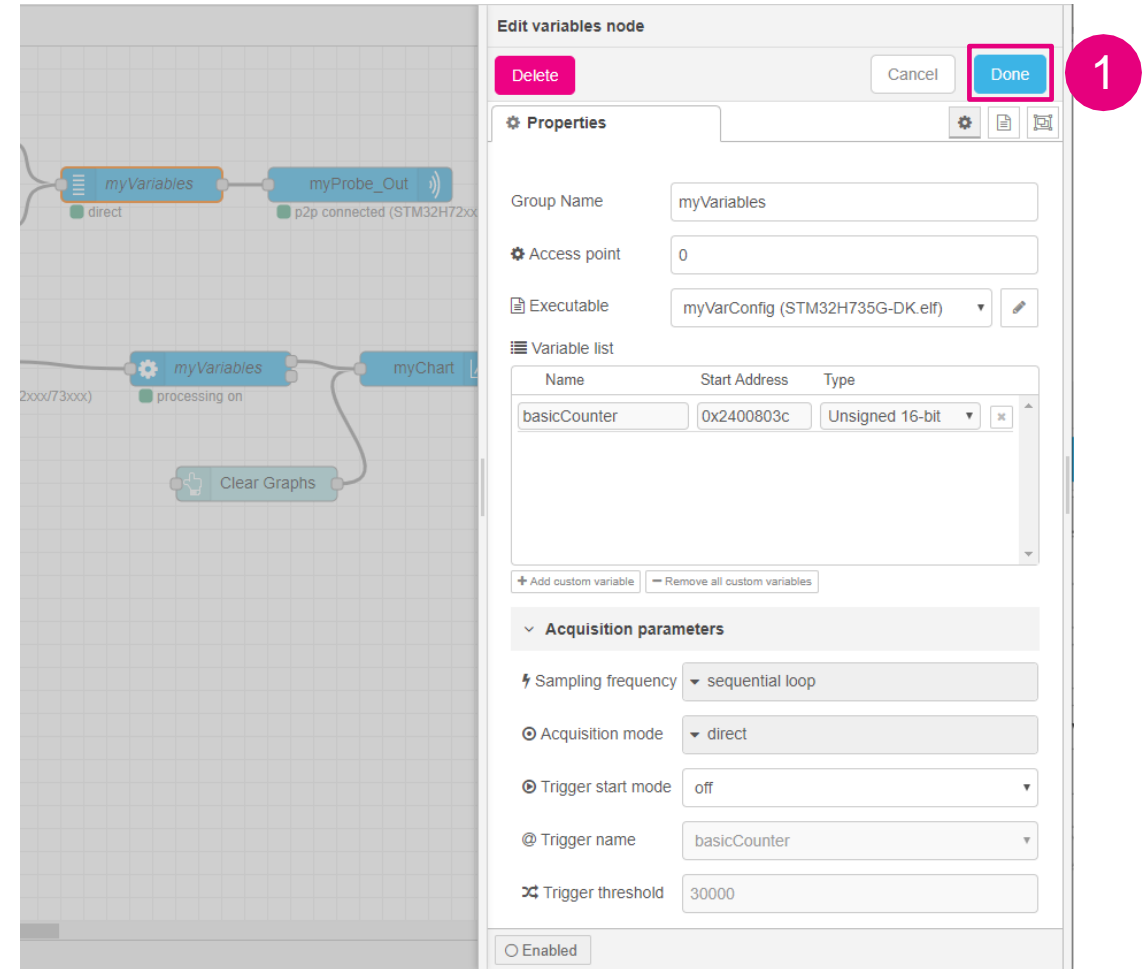 Edit variables node
Delete
Cancel
Done
1
Properties
myVariables
myProbe_Out
direct
p2p connected (STM32H72xx
Group Name
myVariables
Access point
0
Executable
myVarConfig (STM32H735G-DK.elf)
Variable list
Name Start Address Type
basicCounter 0x2400803c Unsigned 16-bit
myVariables
myChart
2xxx/73xxx)
processing on
Clear Graphs
+ Add custom variable
− Remove all custom variables
Acquisition parameters
Sampling frequency
sequential loop
Acquisition mode
direct
Trigger start mode
off
@ Trigger name
basicCounter
Trigger threshold
30000
Enabled